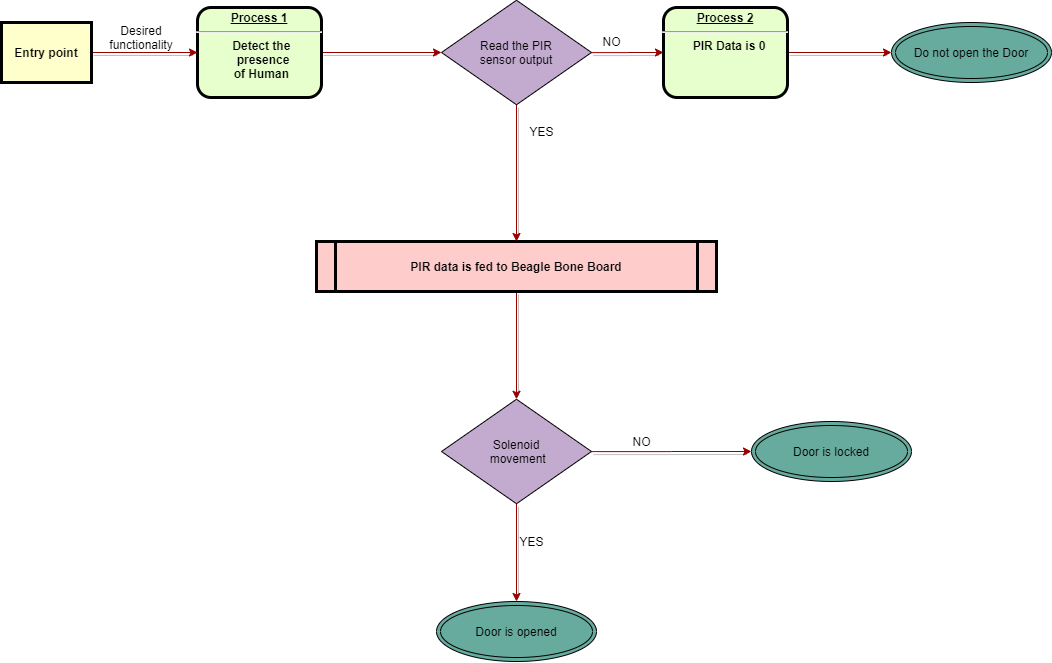 Entry point
Desired
functionality
Process 1
Detect the
presence
of Human
Read the PIR
sensor output
NO
Process 2
PIR Data is 0
Do not open the Door
YES
PIR data is fed to Beagle Bone Board
Solenoid
movement
NO
Door is locked
YES
Door is opened